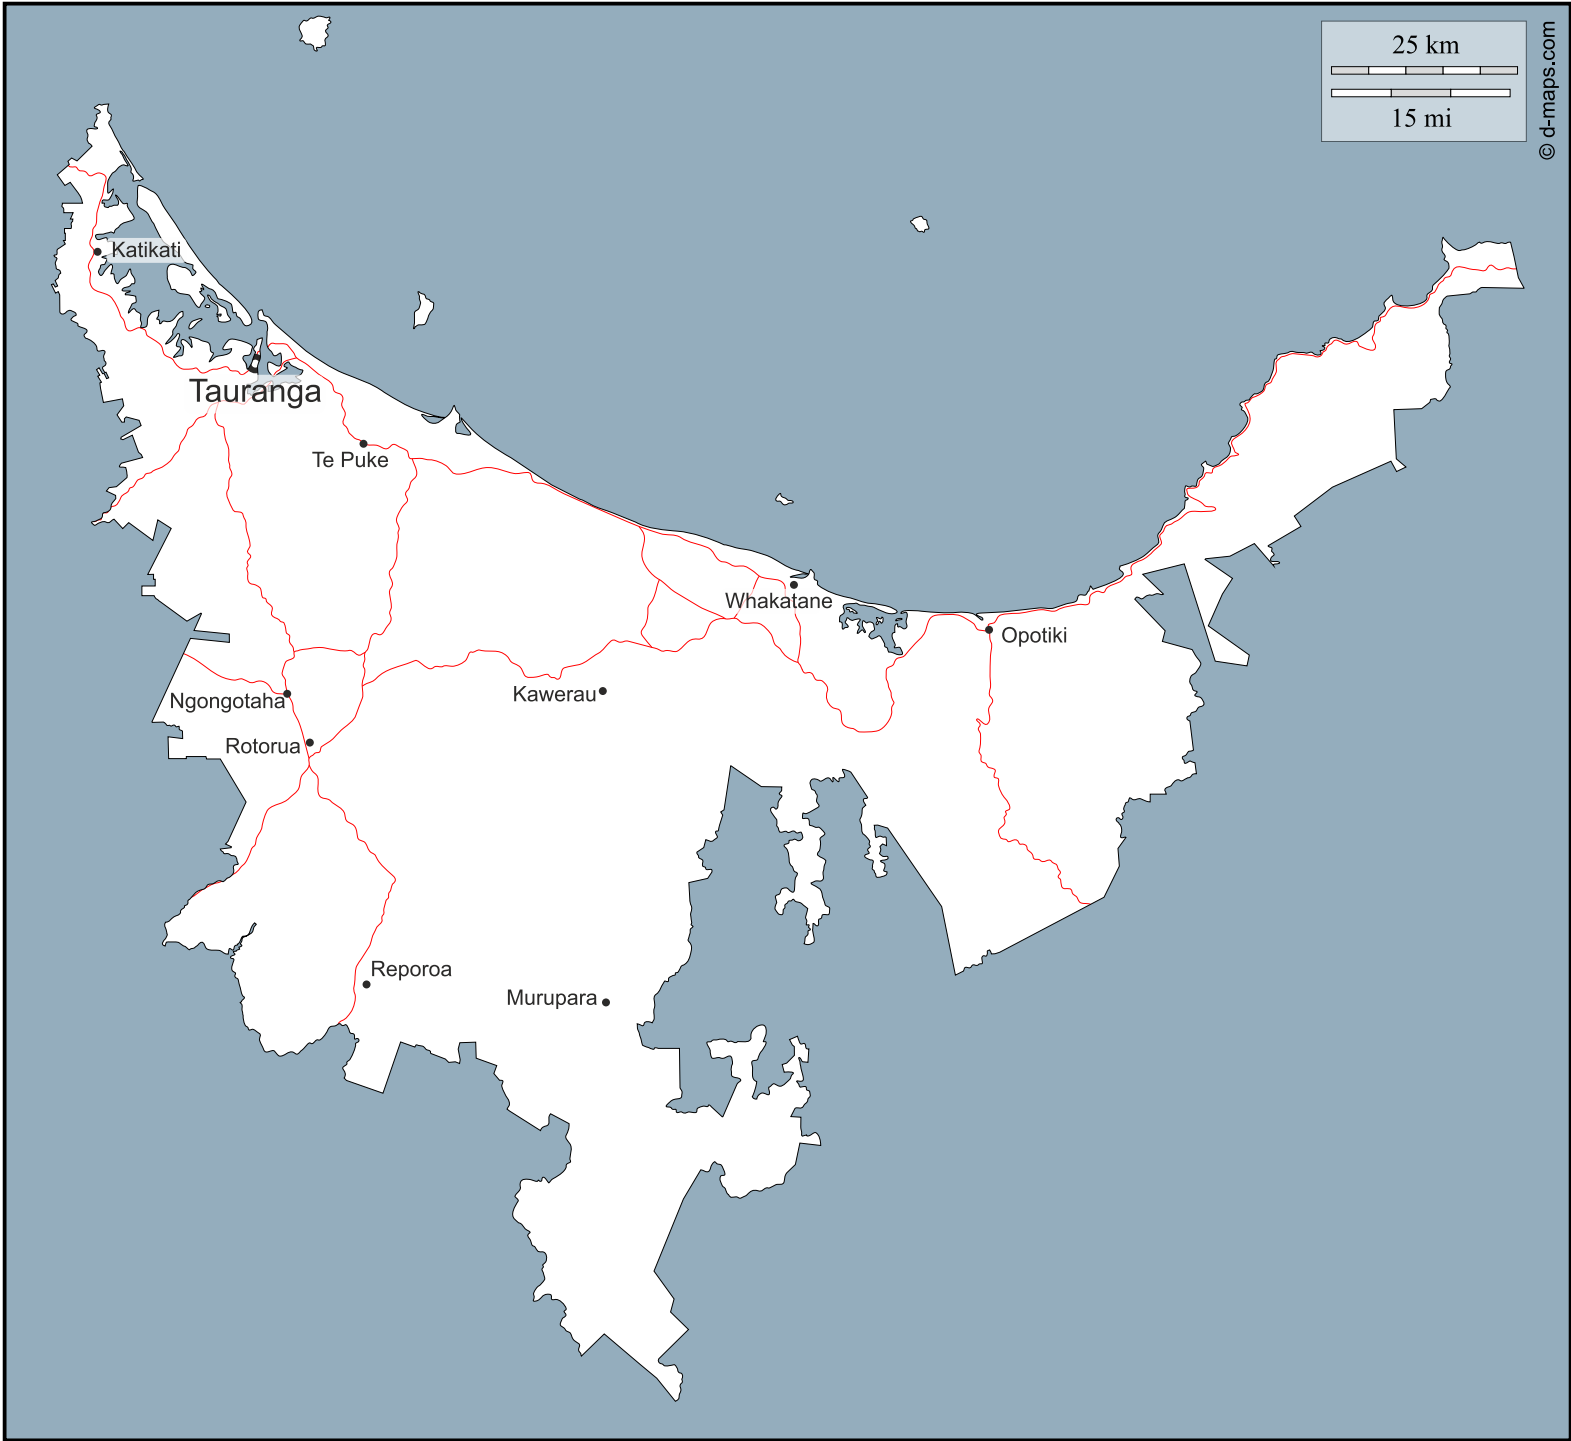 25 km
15 mi
© d-maps.com
Katikati
Tauranga
Te Puke
Whakatane
Opotiki
Ngongotaha
Kawerau
Rotorua
Reporoa
Murupara